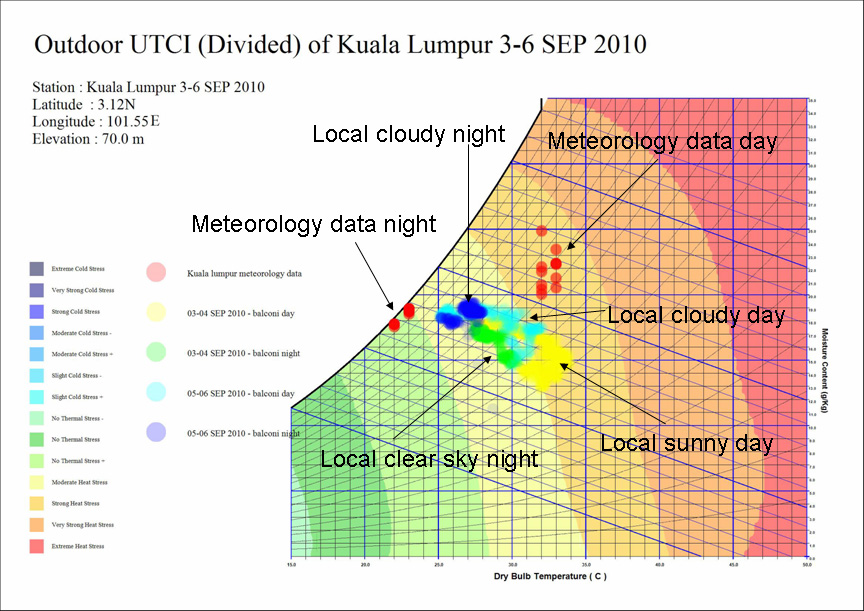 Outdoor UTCI (Divided) of Kuala Lumpur 3-6 SEP 2010
Station : Kuala Lumpur 3-6 SEP 2010
Latitude : 3.12N
Longitude : 101.55E
Elevation : 70.0 m
Local cloudy night
Meteorology data day
Meteorology data night
Local cloudy day
Local sunny day
Local clear sky night
Extreme Cold Stress
Very Strong Cold Stress
Strong Cold Stress
Moderate Cold Stress -
Moderate Cold Stress +
Slight Cold Stress -
Slight Cold Stress +
No Thermal Stress -
No Thermal Stress
No Thermal Stress +
Moderate Heat Stress
Strong Heat Stress
Very Strong Heat Stress
Extreme Heat Stress
Kuala lumpur meteorology data
03-04 SEP 2010 - balconi day
03-04 SEP 2010 - balconi night
05-06 SEP 2010 - balconi day
05-06 SEP 2010 - balconi night
Moisture Content (g/Kg)
15.0 20.0 25.0 30.0 35.0 40.0 45.0 50.0
Dry Bulb Temperature ( C )